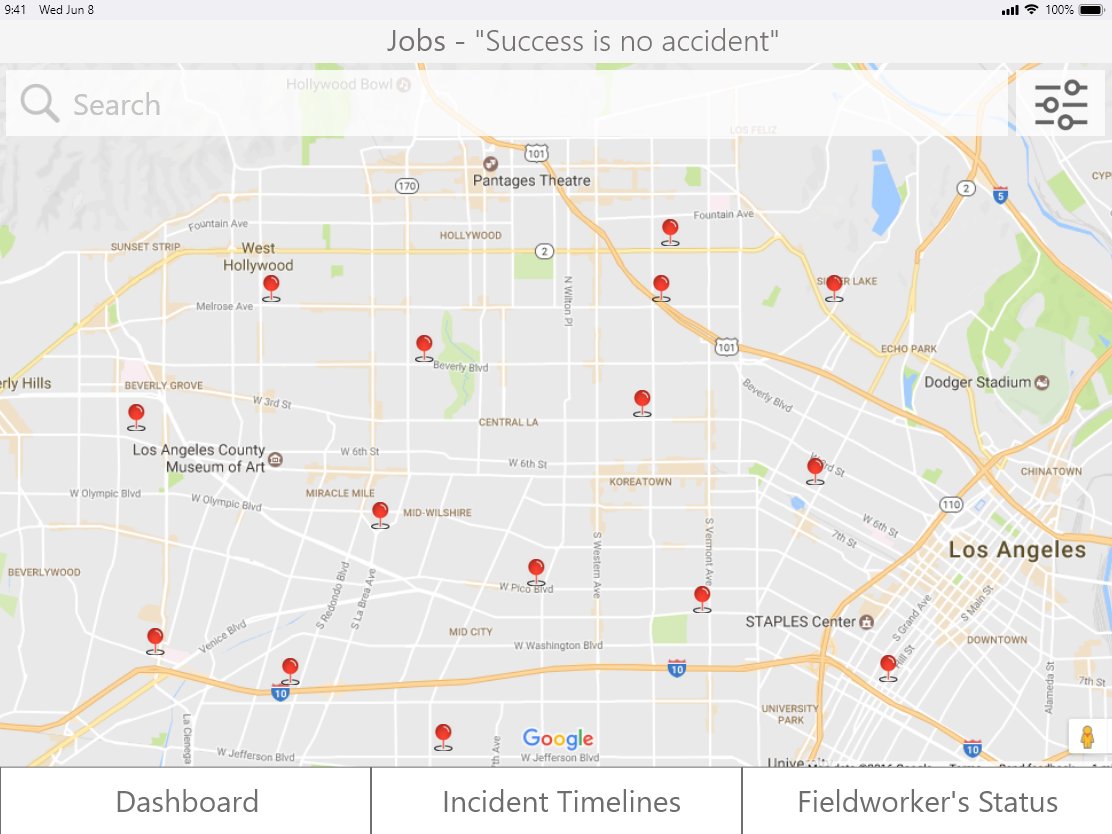 9:41 Wed Jun 8
100%
Jobs - "Success is no accident"
Hollywood Bowl
Search
LOS FELIZ
101
Pantages Theatre
170
2
5
CYP
Fountain Ave
Fountain Ave
HOLLYWOOD
SUNSET STRIP
West
Hollywood
2
N Wilton Pl
Melrose Ave
101
ECHO PARK
Beverly Blvd
erly Hills
BEVERLY GROVE
Dodger Stadium
Beverly Blvd
W 3rd St
CENTRAL LA
Los Angeles County
Museum of Art
W 6th St
W 6th St
CHINATOWN
KOREATOWN
W Olympic Blvd
W Olympic Blvd
MIRACLE MILE
MID-WILSHIRE
110
W 6th St
7th St
Los Angeles
S Western Ave
S Vermont Ave
BEVERLYWOOD
S Redondo Blvd
S La Brea Ave
W Pico Blvd
STAPLES Center
S Grand Ave
S Main St
Venice Blvd
MID CITY
W Washington Blvd
DOWNTOWN
Hill St
10
10
Alameda St
7th St
UNIVERSITY
PARK
La Cienega
7th Ave
Google
10
W Jefferson Blvd
W Jefferson Blvd
Dashboard
Incident Timelines
Fieldworker's Status